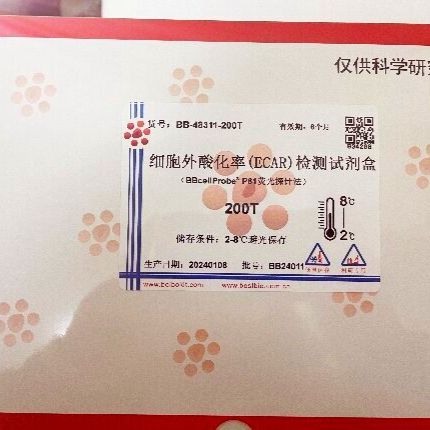 仅供科学研
货号：BB-48311-200T
有效期：6个月
细胞外酸化率(ECAR)检测试剂盒
(BBcellProbe® P61荧光探针法)
200T
8℃
储存条件：2-8℃避光保存
2℃
生产日期：20240108 批号：BB24011
www.bestbio.com.cn